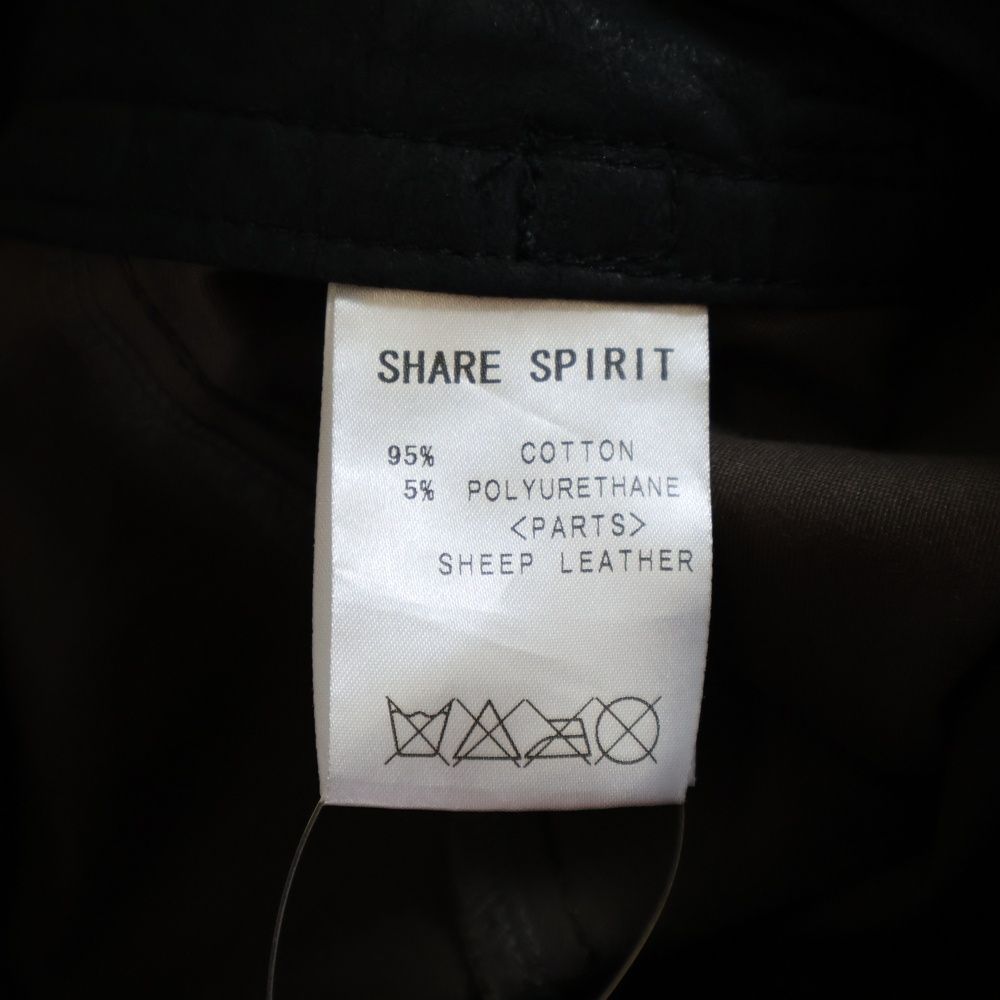 SHARE SPIRIT
95% COTTON
5% POLYURETHANE
<PARTS>
SHEEP LEATHER